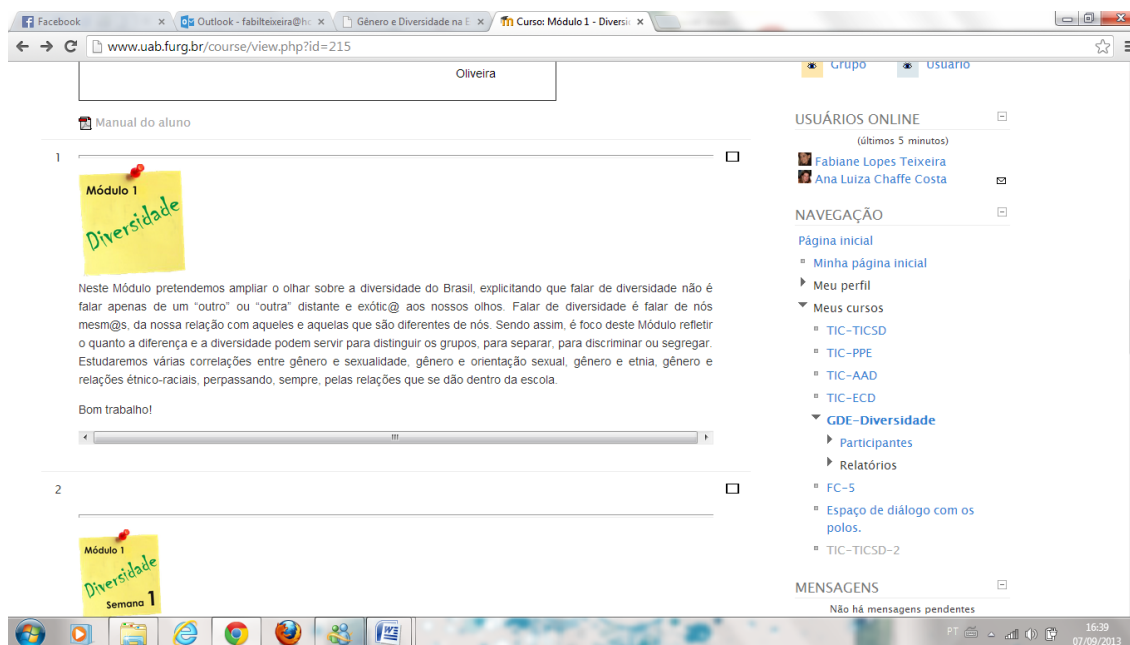 Facebook
Outlook - fabilteixeira@ho
Gênero e Diversidade na E
Curso: Módulo 1 - Diversi
www.uab.furg.br/course/view.php?id=215
Oliveira
Manual do aluno
1
Módulo 1
Diversidade
Neste Módulo pretendemos ampliar o olhar sobre a diversidade do Brasil, explicitando que falar de diversidade não é
falar apenas de um “outro” ou “outra” distante e exótic@ aos nossos olhos. Falar de diversidade é falar de nós
mesm@s, da nossa relação com aqueles e aquelas que são diferentes de nós. Sendo assim, é foco deste Módulo refletir
o quanto a diferença e a diversidade podem servir para distinguir os grupos, para separar, para discriminar ou segregar.
Estudaremos várias correlações entre gênero e sexualidade, gênero e orientação sexual, gênero e etnia, gênero e
relações étnico-raciais, perpassando, sempre, pelas relações que se dão dentro da escola.
Bom trabalho!
2
Módulo 1
Diversidade
Semana 1
Grupo
Usuário
USUÁRIOS ONLINE
(últimos 5 minutos)
Fabiane Lopes Teixeira
Ana Luiza Chaffe Costa
NAVEGAÇÃO
Página inicial
Minha página inicial
Meu perfil
Meus cursos
TIC-TICSD
TIC-PPE
TIC-AAD
TIC-ECD
GDE-Diversidade
Participantes
Relatórios
FC-5
Espaço de diálogo com os
polos.
TIC-TICSD-2
MENSAGENS
Não há mensagens pendentes
PT
16:39
07/09/2013